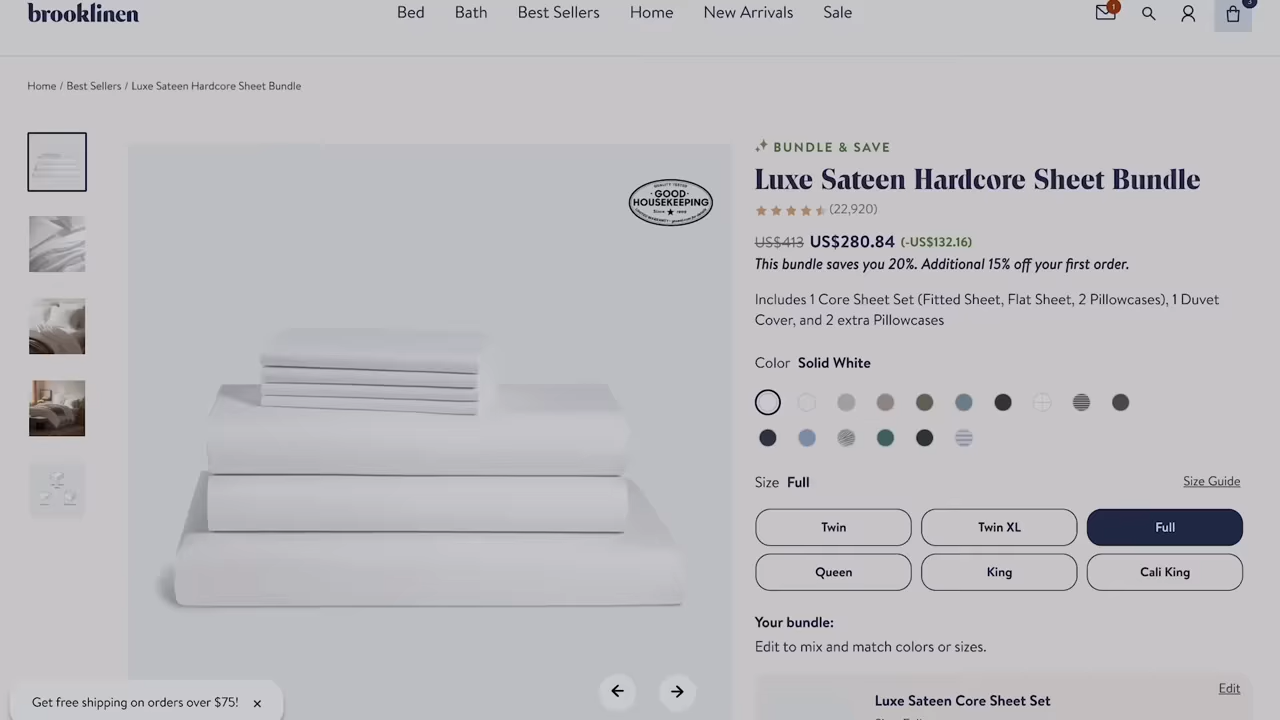 brooklinen
Bed Bath Best Sellers Home New Arrivals Sale
1
3
Home / Best Sellers / Luxe Sateen Hardcore Sheet Bundle
GOOD
HOUSEKEEPING
BUNDLE & SAVE
Luxe Sateen Hardcore Sheet Bundle
(22,920)
US$413 US$280.84 (-US$132.16)
This bundle saves you 20%. Additional 15% off your first order.
Includes 1 Core Sheet Set (Fitted Sheet, Flat Sheet, 2 Pillowcases), 1 Duvet
Cover, and 2 extra Pillowcases
Color Solid White
Size Full
Size Guide
Twin Twin XL Full
Queen King Cali King
Your bundle:
Edit to mix and match colors or sizes.
Edit
Luxe Sateen Core Sheet Set
Get free shipping on orders over $75! ×